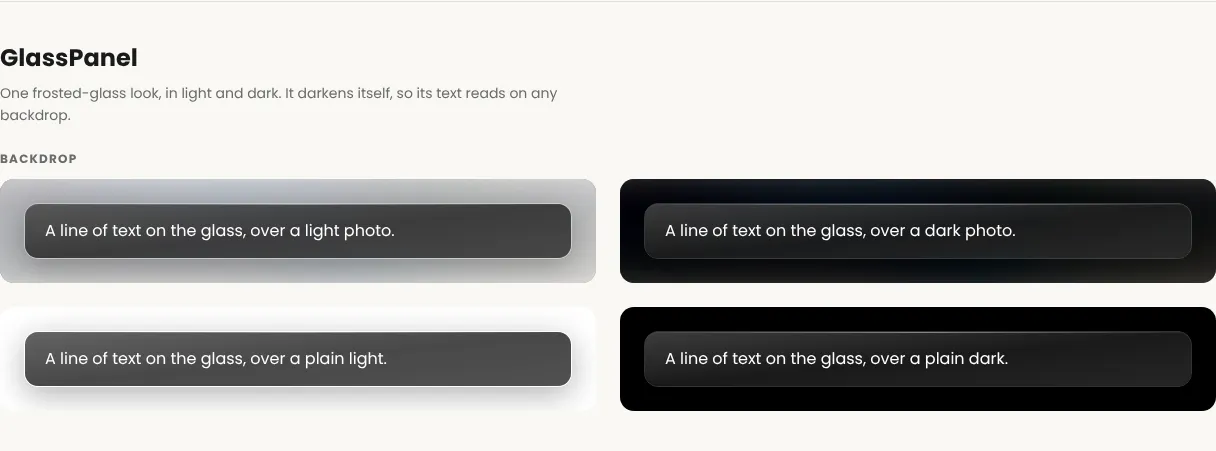 GlassPanel
One frosted-glass look, in light and dark. It darkens itself, so its text reads on any
backdrop.
BACKDROP
A line of text on the glass, over a light photo.
A line of text on the glass, over a dark photo.
A line of text on the glass, over a plain light.
A line of text on the glass, over a plain dark.